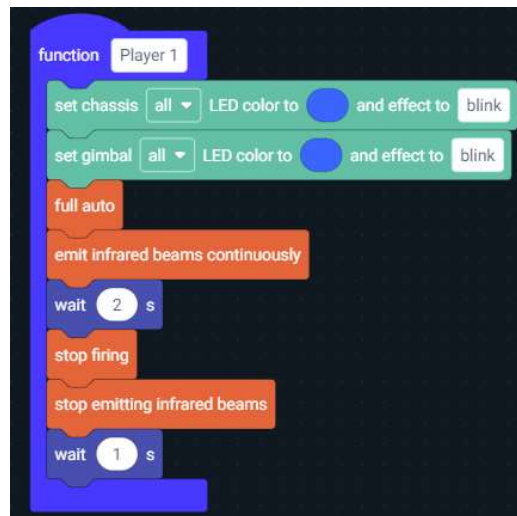 function Player 1
set chassis all LED color to and effect to blink
set gimbal all LED color to and effect to blink
full auto
emit infrared beams continuously
wait 2 s
stop firing
stop emitting infrared beams
wait 1 s